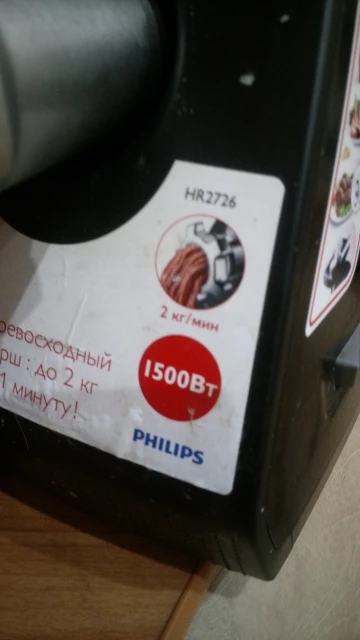 HR2726
2 кг/мин
1500Вт
ревосходный
рш : до 2 кг
1 минуту!
PHILIPS